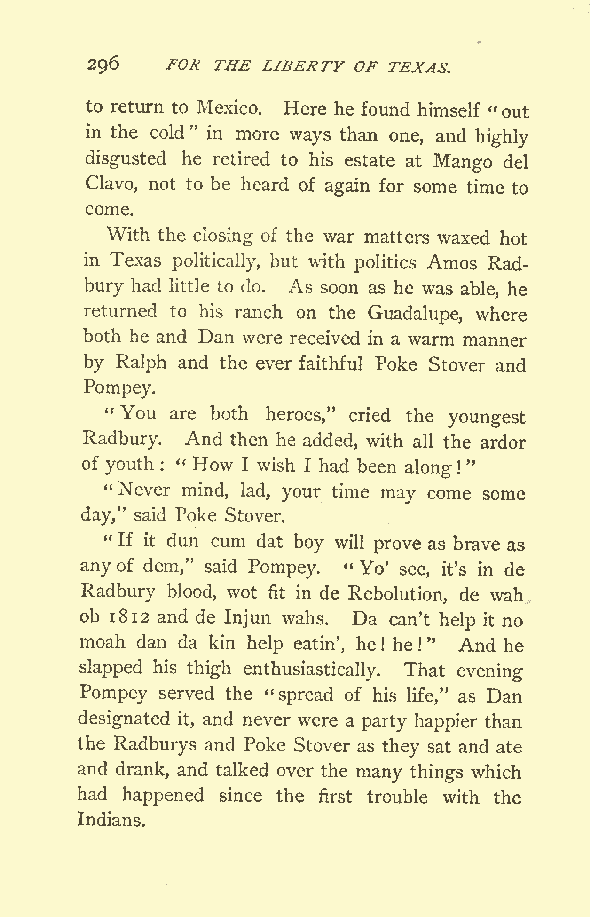 296 FOR THE LIBERTY OF TEXAS.
to return to Mexico. Here he found himself "out
in the cold" in more ways than one, and highly
disgusted he retired to his estate at Mango del
Clavo, not to be heard of again for some time to
come.
With the closing of the war matters waxed hot
in Texas politically, but with politics Amos Rad-
bury had little to do. As soon as he was able, he
returned to his ranch on the Guadalupe, where
both he and Dan were received in a warm manner
by Ralph and the ever faithful Poke Stover and
Pompey.
"You are both heroes," cried the youngest
Radbury. And then he added, with all the ardor
of youth: "How I wish I had been along!"
"Never mind, lad, your time may come some
day," said Poke Stover.
"If it dun cum dat boy will prove as brave as
any of dem," said Pompey. "Yo' see, it's in de
Radbury blood, wot fit in de Rebolution, de wah
ob 1812 and de Injun wahs. Da can't help it no
moah dan da kin help eatin', he! he!" And he
slapped his thigh enthusiastically. That evening
Pompey served the "spread of his life," as Dan
designated it, and never were a party happier than
the Radburys and Poke Stover as they sat and ate
and drank, and talked over the many things which
had happened since the first trouble with the
Indians.